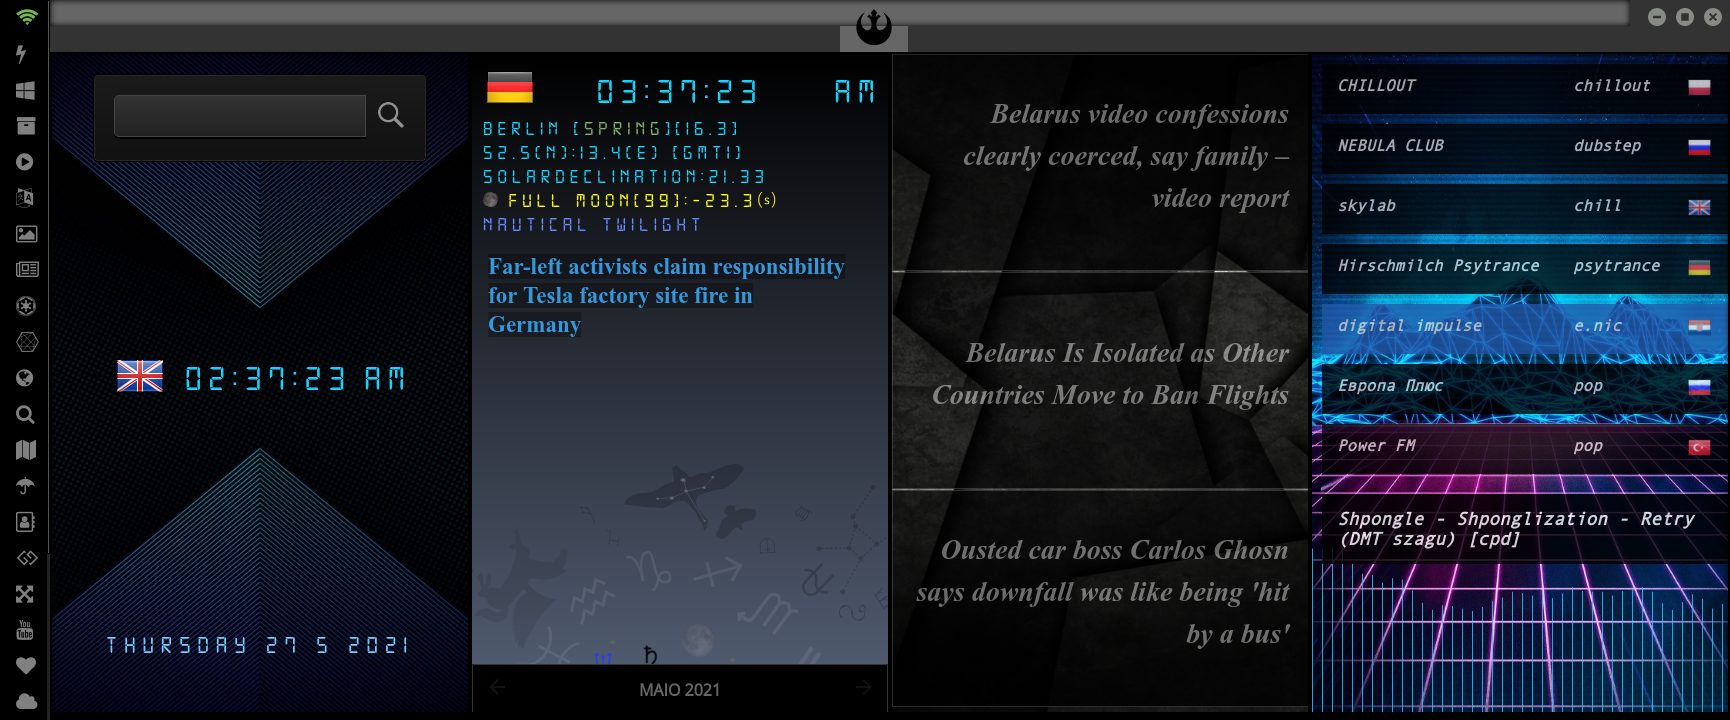 02:37:23 AM
THURSDAY 27 5 2021
03:37:23 AM
BERLIN [SPRING][16.3]
52.5(N):13.4(E) [GMT1]
SOLARDECLINATION:21.33
FULL MOON[99]:-23.3(s)
NAUTICAL TWILIGHT
Far-left activists claim responsibility
for Tesla factory site fire in
Germany
MAIO 2021
Belarus video confessions
clearly coerced, say family –
video report
Belarus Is Isolated as Other
Countries Move to Ban Flights
Ousted car boss Carlos Ghosn
says downfall was like being 'hit
by a bus'
CHILLOUT chillout
NEBULA CLUB dubstep
skylab chill
Hirschmilch Psytrance psytrance
digital impulse e.nic
Европа Плюс pop
Power FM pop
Shpongle - Shponglization - Retry
(DMT szagu) [cpd]
You
Tube